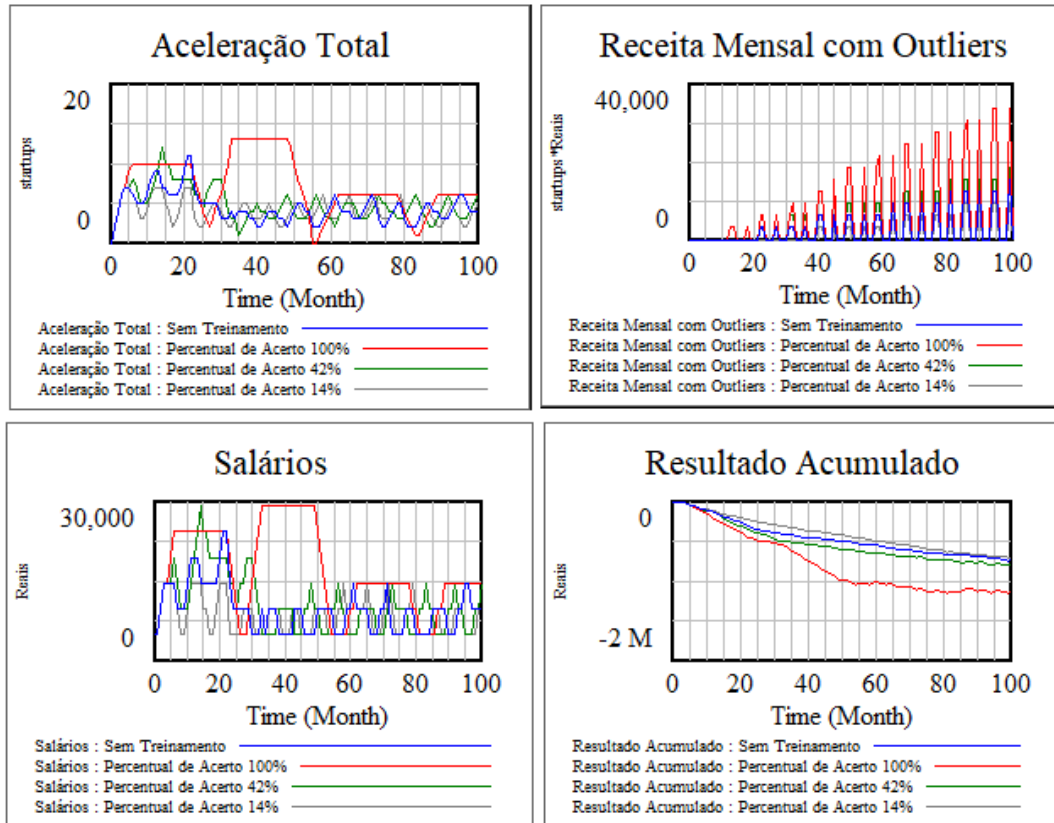 Aceleração Total
20
startups
0
0 20 40 60 80 100
Time (Month)
Aceleração Total : Sem Treinamento
Aceleração Total : Percentual de Acerto 100%
Aceleração Total : Percentual de Acerto 42%
Aceleração Total : Percentual de Acerto 14%
Receita Mensal com Outliers
40,000
startups*Reais
0
0 20 40 60 80 100
Time (Month)
Receita Mensal com Outliers : Sem Treinamento
Receita Mensal com Outliers : Percentual de Acerto 100%
Receita Mensal com Outliers : Percentual de Acerto 42%
Receita Mensal com Outliers : Percentual de Acerto 14%
Salários
30,000
Reais
0
0 20 40 60 80 100
Time (Month)
Salários : Sem Treinamento
Salários : Percentual de Acerto 100%
Salários : Percentual de Acerto 42%
Salários : Percentual de Acerto 14%
Resultado Acumulado
0
Reais
-2 M
0 20 40 60 80 100
Time (Month)
Resultado Acumulado : Sem Treinamento
Resultado Acumulado : Percentual de Acerto 100%
Resultado Acumulado : Percentual de Acerto 42%
Resultado Acumulado : Percentual de Acerto 14%